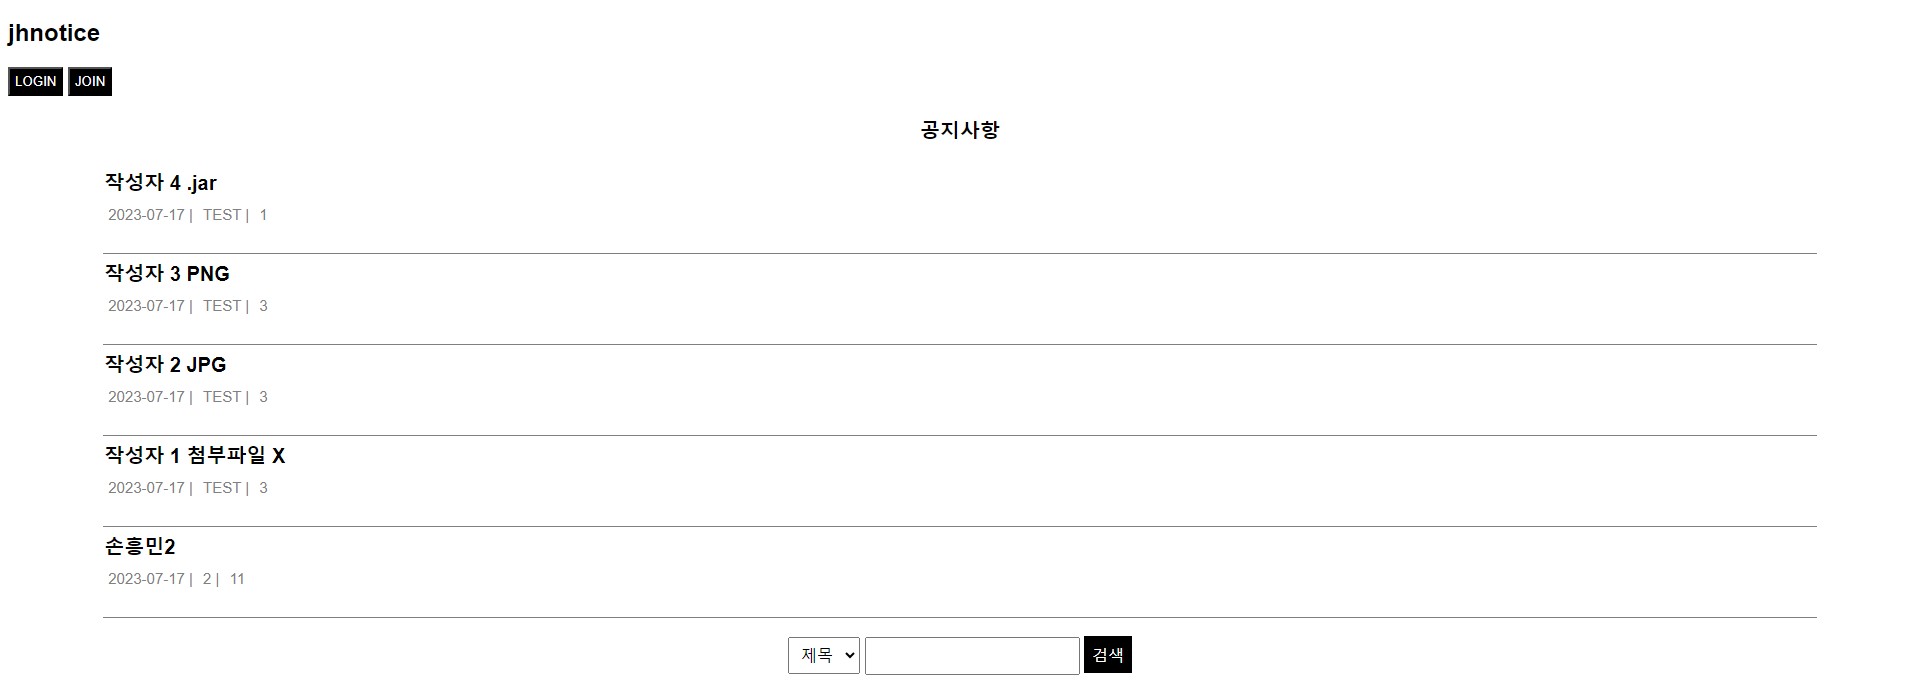 jhnotice
LOGIN JOIN
공지사항
작성자 4 .jar
2023-07-17 | TEST | 1
작성자 3 PNG
2023-07-17 | TEST | 3
작성자 2 JPG
2023-07-17 | TEST | 3
작성자 1 첨부파일 X
2023-07-17 | TEST | 3
손흥민2
2023-07-17 | 2 | 11
제목 검색